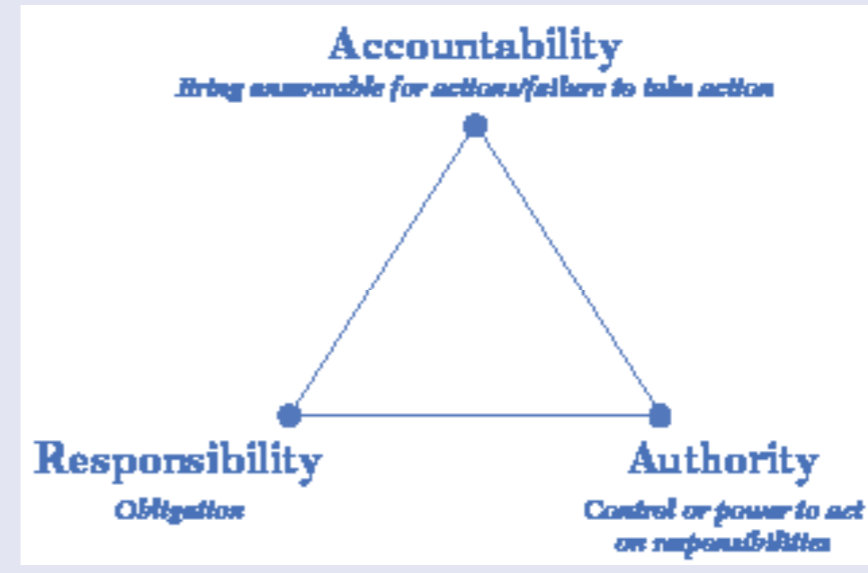 Accountability
Being answerable for actions/failure to take action
Responsibility
Obligation
Authority
Control or power to act
on responsibilities